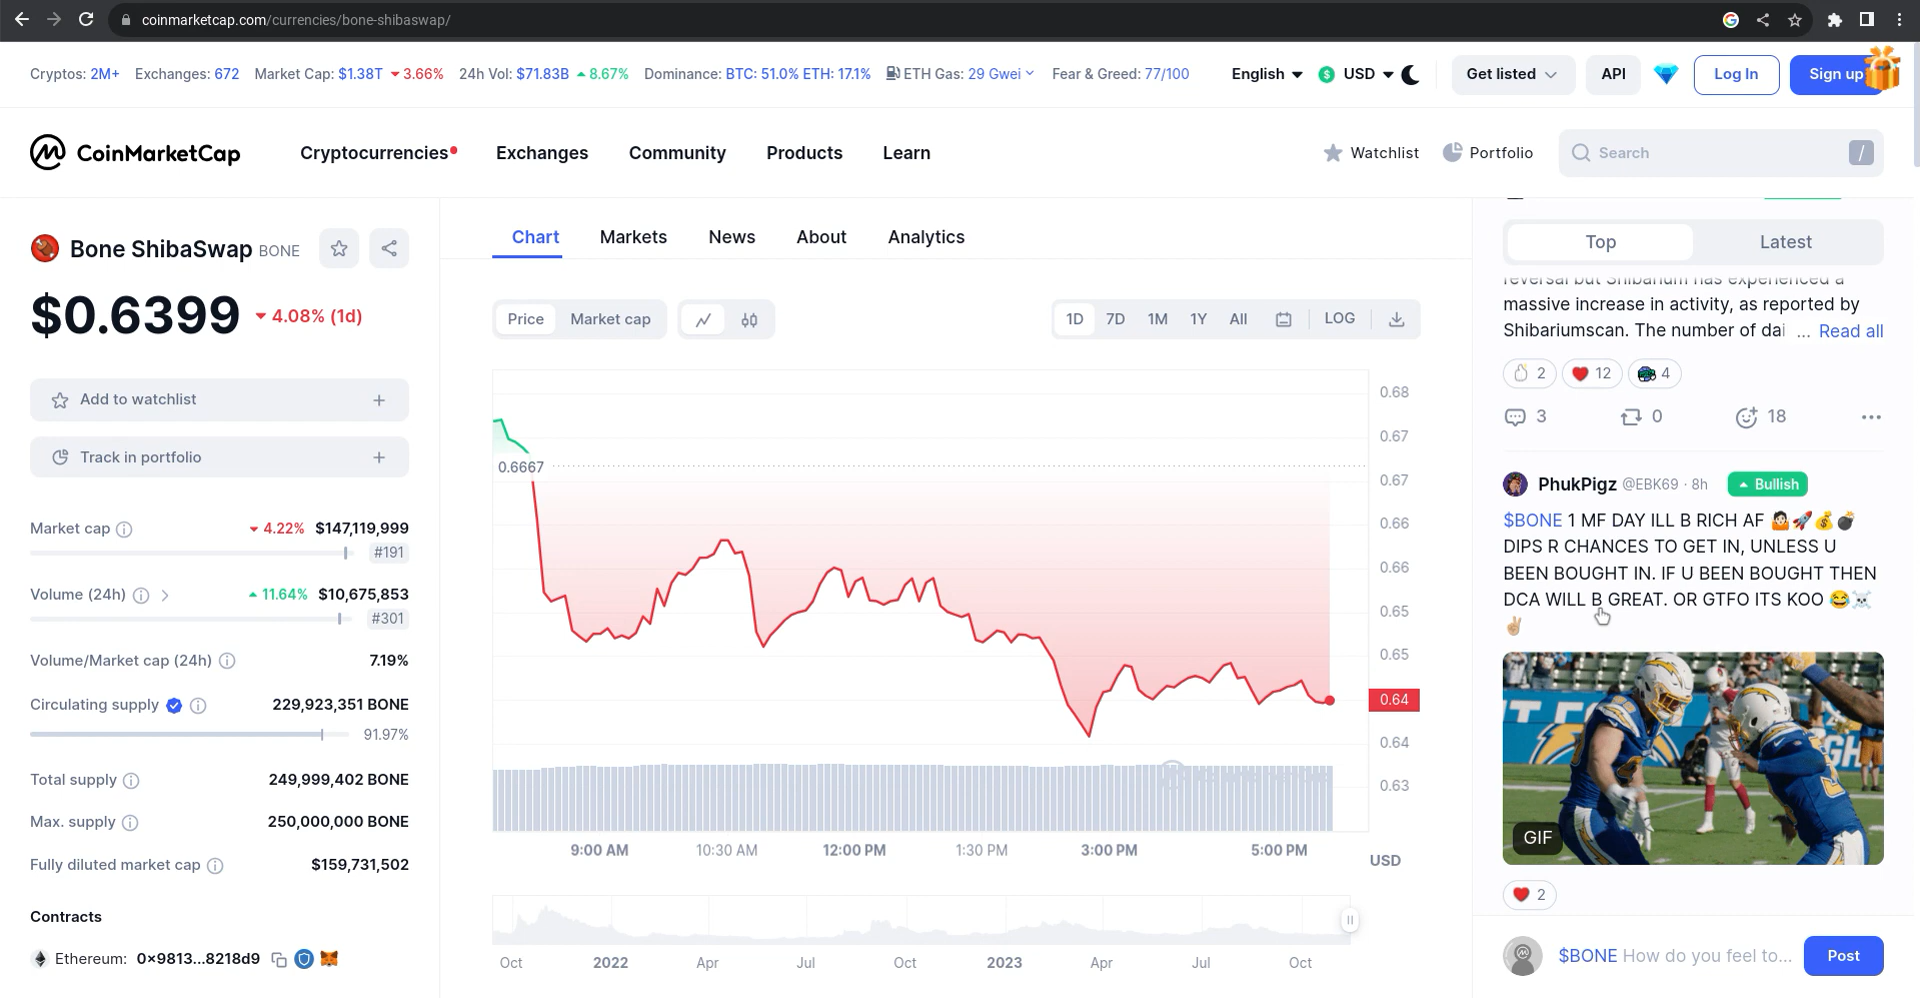 coinmarketcap.com/currencies/bone-shibaswap/
Cryptos: 2M+ Exchanges: 672 Market Cap: $1.38T 3.66% 24h Vol: $71.83B 8.67% Dominance: BTC: 51.0% ETH: 17.1% ETH Gas: 29 Gwei Fear & Greed: 77/100 English USD Get listed API Log In Sign up
CoinMarketCap Cryptocurrencies Exchanges Community Products Learn Watchlist Portfolio Search /
Bone ShibaSwap BONE
$0.6399 4.08% (1d)
Add to watchlist +
Track in portfolio +
Market cap 4.22% $147,119,999
#191
Volume (24h) 11.64% $10,675,853
#301
Volume/Market cap (24h) 7.19%
Circulating supply 229,923,351 BONE
91.97%
Total supply 249,999,402 BONE
Max. supply 250,000,000 BONE
Fully diluted market cap $159,731,502
Contracts
Ethereum: 0x9813...8218d9
Chart Markets News About Analytics
Price Market cap 1D 7D 1M 1Y All LOG
0.68
0.67
0.6667
0.67
0.66
0.66
0.65
0.65
0.64
0.64
0.63
9:00 AM 10:30 AM 12:00 PM 1:30 PM 3:00 PM 5:00 PM
USD
Oct 2022 Apr Jul Oct 2023 Apr Jul Oct
Top Latest
reversal but Shibarium has experienced a
massive increase in activity, as reported by
Shibariumscan. The number of dai ... Read all
2 ❤️ 12 4
3 0 18
PhukPigz @EBK69 · 8h Bullish
$BONE 1 MF DAY ILL B RICH AF 🤷🏼🚀💰💣
DIPS R CHANCES TO GET IN, UNLESS U
BEEN BOUGHT IN. IF U BEEN BOUGHT THEN
DCA WILL B GREAT. OR GTFO ITS KOO 😂☠️
✌🏼
GIF
❤️ 2
$BONE How do you feel to... Post